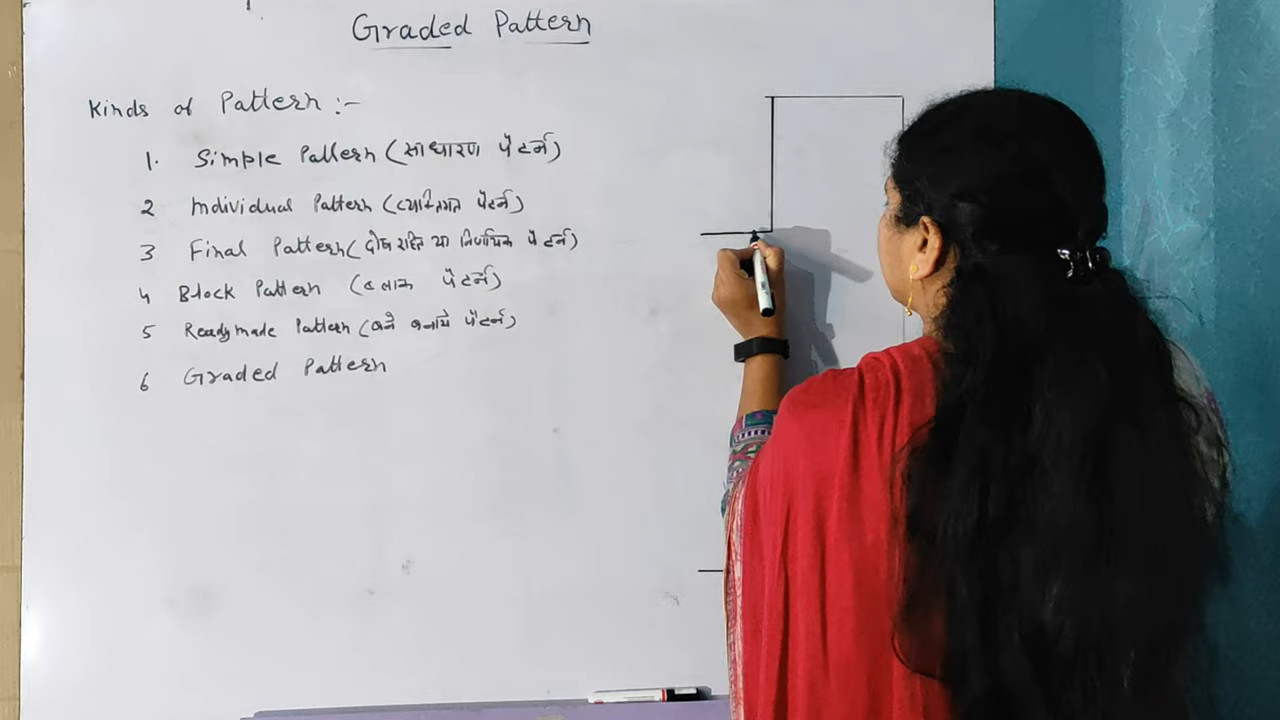 Graded Pattern
Kinds of Pattern :-
1. Simple Pattern (साधारण पैटर्न)
2 Individual Pattern (व्यक्तिगत पैटर्न)
3 Final Pattern (दोष रहित या निर्णायक पैटर्न)
4 Block Pattern (ब्लाक पैटर्न)
5 Readymade Pattern (बने बनाये पैटर्न)
6 Graded Pattern